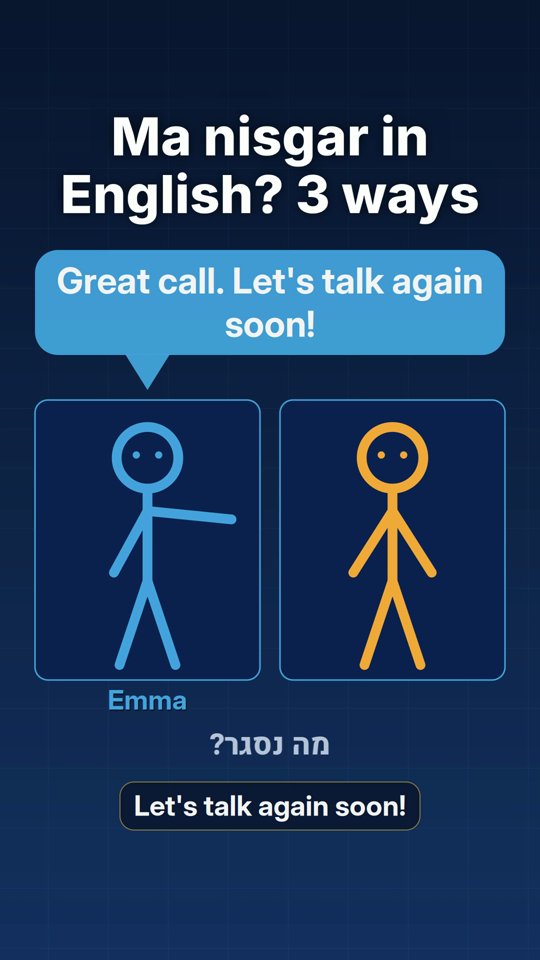 Ma nisgar in
English? 3 ways
Great call. Let's talk again
soon!
Emma
מה נסגר?
Let's talk again soon!